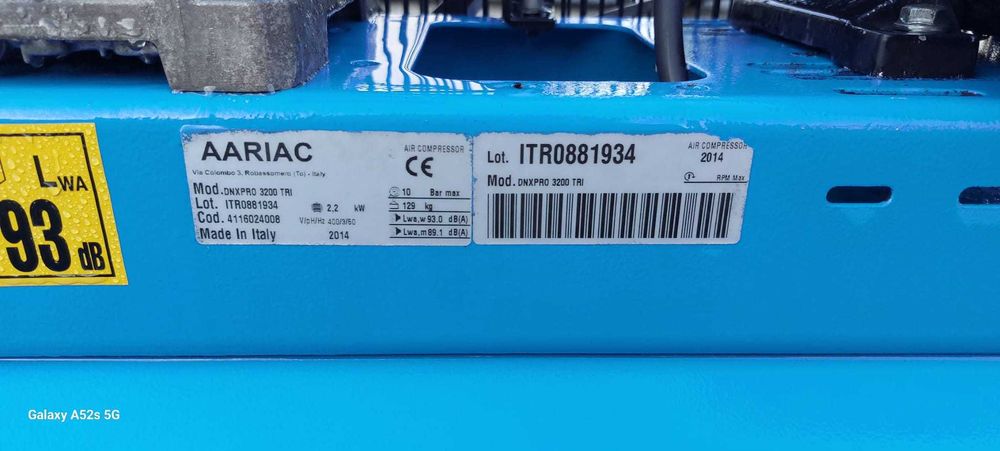 LWA
93 dB
AARIAC
AIR COMPRESSOR
Via Colombo 3, Robassomero (To) - Italy
CE
Mod. DNXPRO 3200 TRI
10 Bar max
Lot. ITR0881934
2,2 kW
129 kg
Cod. 4116024008
V/pH/Hz 400/3/50
Lwa,w 93.0 dB(A)
Made in Italy
2014
Lwa,m 89.1 dB(A)
Lot. ITR0881934
AIR COMPRESSOR
2014
Mod. DNXPRO 3200 TRI
RPM Max
Galaxy A52s 5G